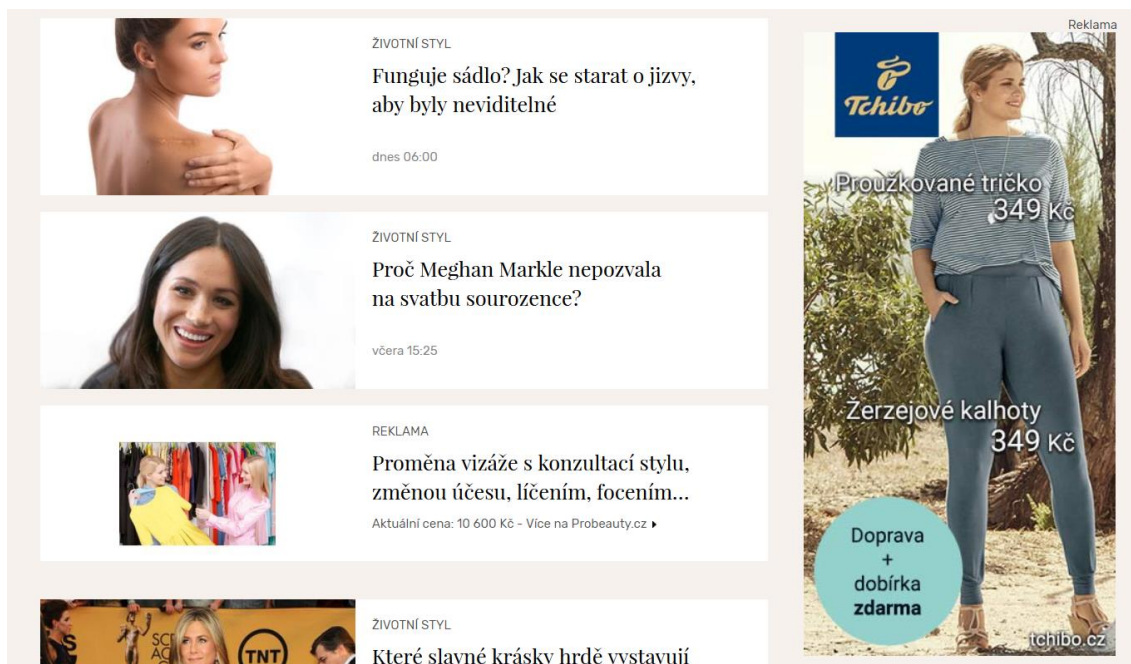 ŽIVOTNÍ STYL
Funguje sádlo? Jak se starat o jizvy,
aby byly neviditelné
dnes 06:00
ŽIVOTNÍ STYL
Proč Meghan Markle nepozvala
na svatbu sourozence?
včera 15:25
REKLAMA
Proměna vizáže s konzultací stylu,
změnou účesu, líčením, focením...
Aktuální cena: 10 600 Kč - Více na Probeauty.cz
TNT
ŽIVOTNÍ STYL
Které slavné krásky hrdě vystavují
Reklama
Tchibo
Proužkované tričko
349 Kč
Žerzejové kalhoty
349 Kč
Doprava
+
dobírka
zdarma
tchibo.cz